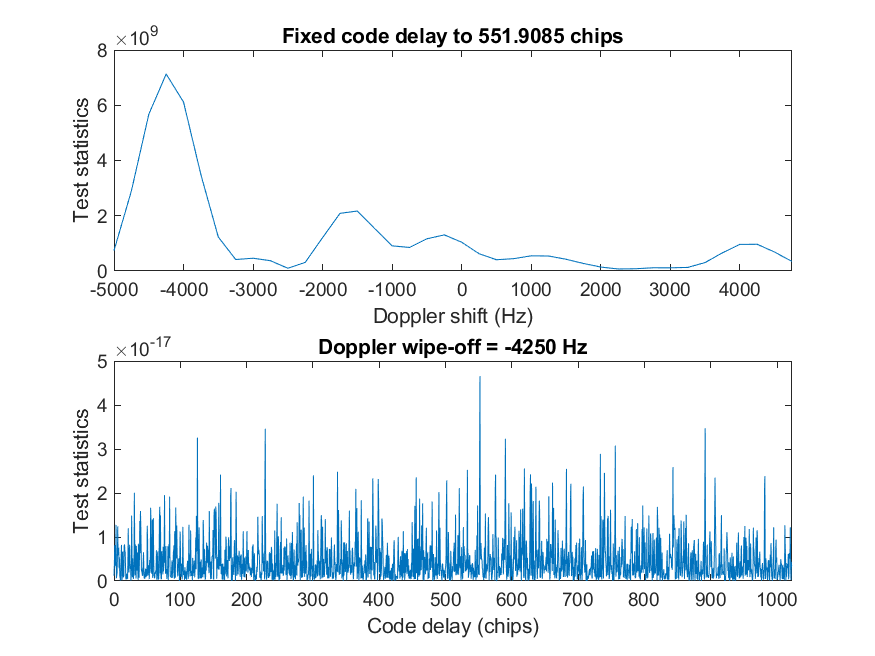 ×10^9
Fixed code delay to 551.9085 chips
8
6
4
2
0
Test statistics
-5000 -4000 -3000 -2000 -1000 0 1000 2000 3000 4000
Doppler shift (Hz)
×10^-17
Doppler wipe-off = -4250 Hz
5
4
3
2
1
0
Test statistics
0 100 200 300 400 500 600 700 800 900 1000
Code delay (chips)